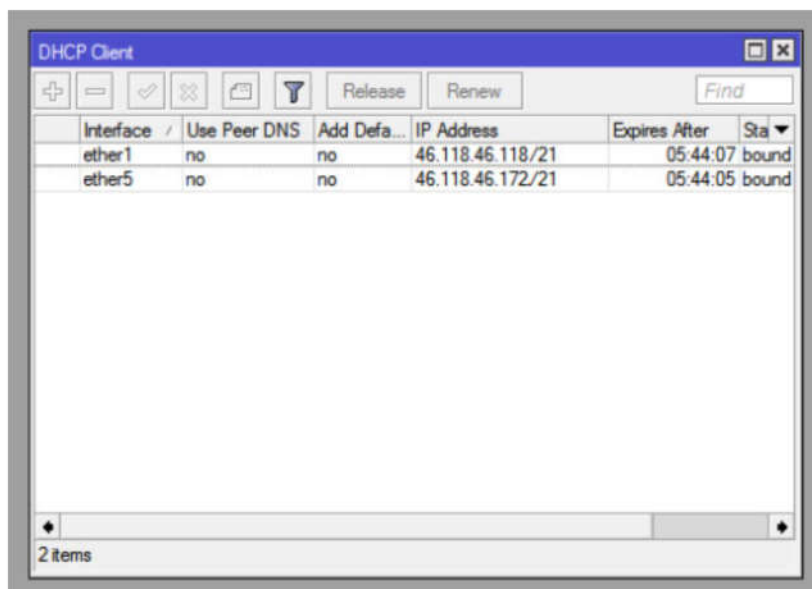 DHCP Client
Release Renew Find
Interface Use Peer DNS Add Defa... IP Address Expires After Sta
ether1 no no 46.118.46.118/21 05:44:07 bound
ether5 no no 46.118.46.172/21 05:44:05 bound
2 items